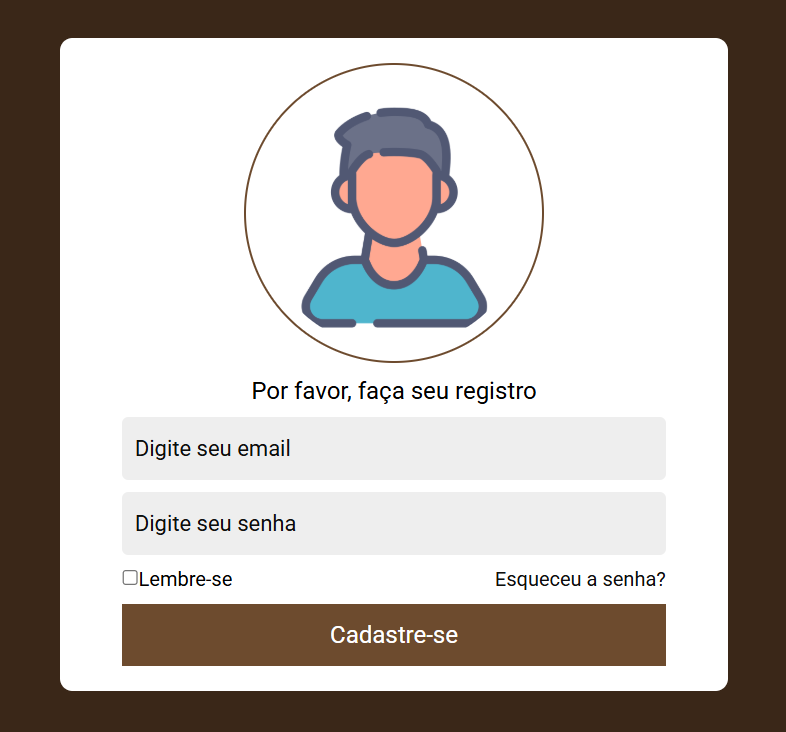 Por favor, faça seu registro
Digite seu email
Digite seu senha
Lembre-se
Esqueceu a senha?
Cadastre-se